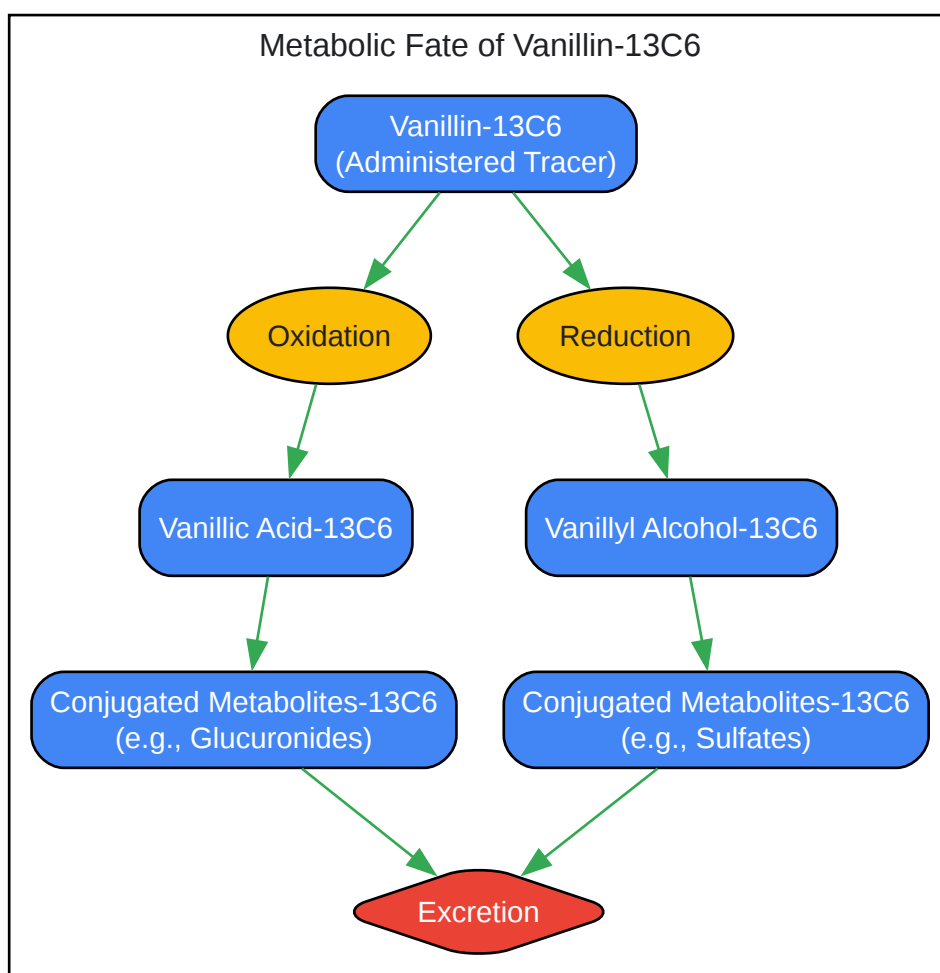 Metabolic Fate of Vanillin-13C6
Vanillin-13C6
(Administered Tracer)
Oxidation
Reduction
Vanillic Acid-13C6
Vanillyl Alcohol-13C6
Conjugated Metabolites-13C6
(e.g., Glucuronides)
Conjugated Metabolites-13C6
(e.g., Sulfates)
Excretion